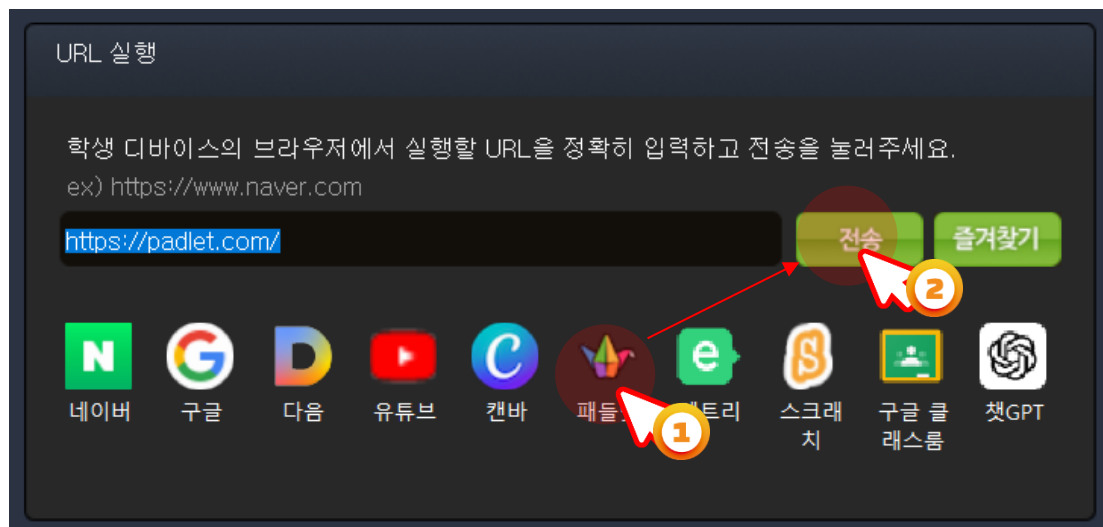 URL 실행
학생 디바이스의 브라우저에서 실행할 URL을 정확히 입력하고 전송을 눌러주세요.
ex) https://www.naver.com
https://padlet.com/
전송
즐겨찾기
2
N
G
D
C
e
S
네이버
구글
다음
유튜브
캔바
패들
1
트리
스크래
치
구글 클
래스룸
챗GPT